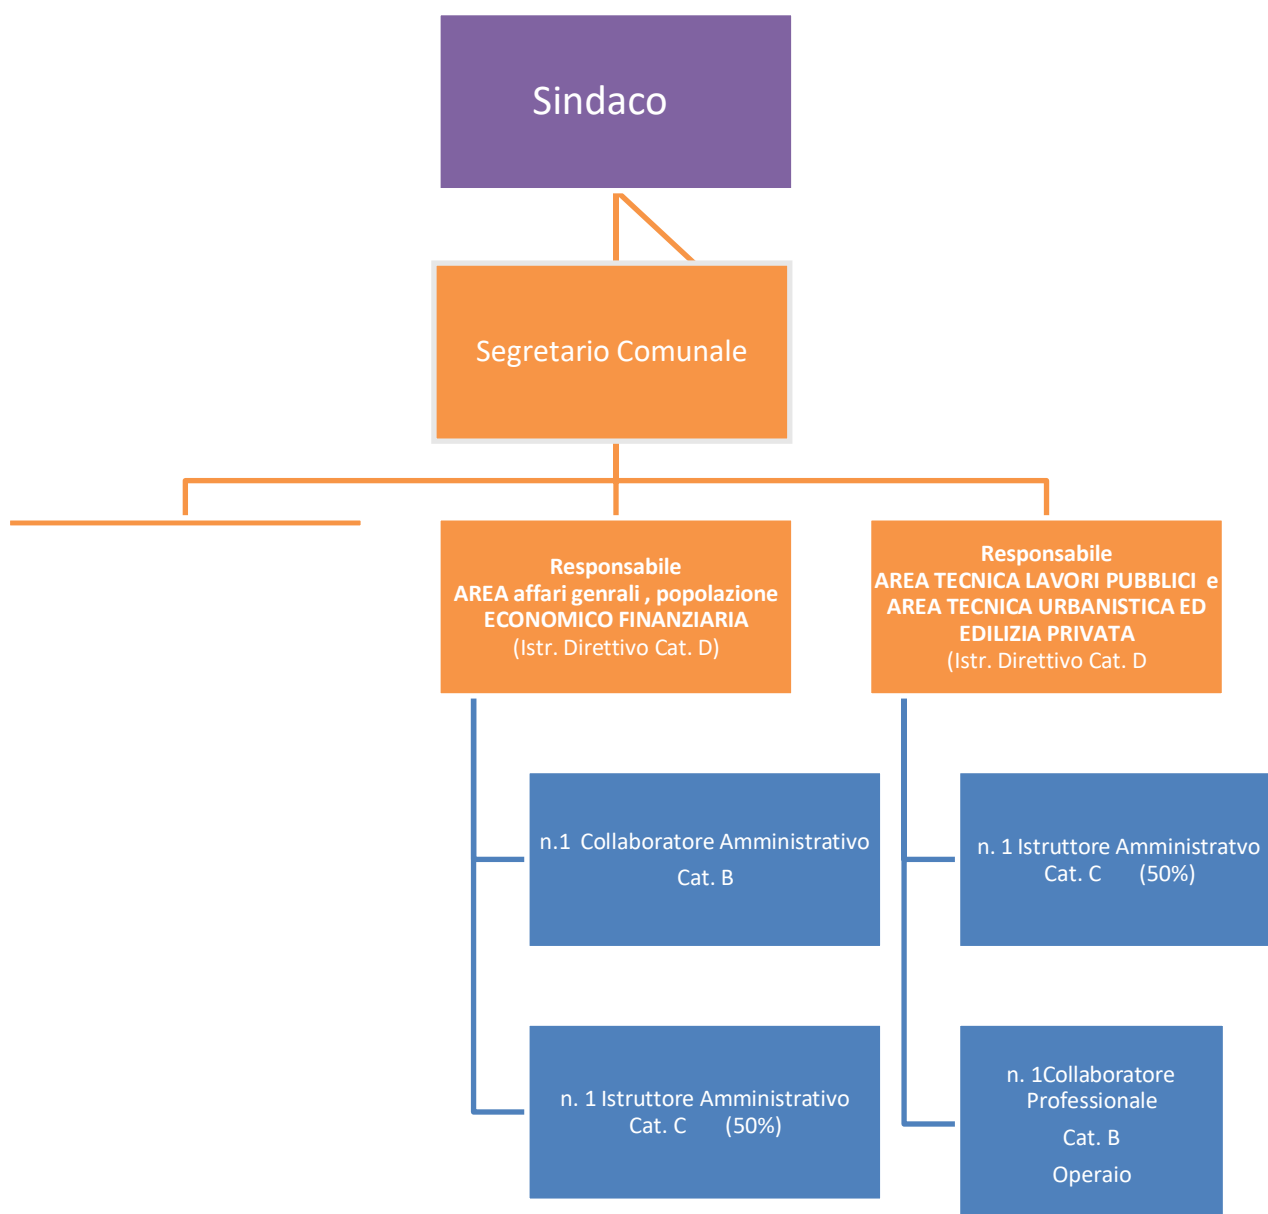 Sindaco
Segretario Comunale
Responsabile
AREA affari genrali , popolazione
ECONOMICO FINANZIARIA
(Istr. Direttivo Cat. D)
Responsabile
AREA TECNICA LAVORI PUBBLICI e
AREA TECNICA URBANISTICA ED
EDILIZIA PRIVATA
(Istr. Direttivo Cat. D
n.1 Collaboratore Amministrativo
Cat. B
n. 1 Istruttore Amministratvo
Cat. C (50%)
n. 1 Istruttore Amministrativo
Cat. C (50%)
n. 1Collaboratore
Professionale
Cat. B
Operaio